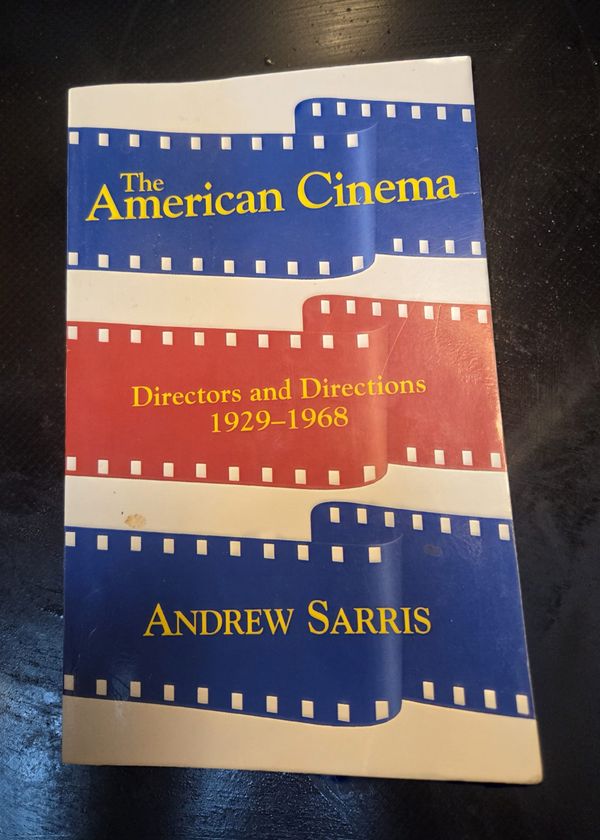 The
American Cinema
Directors and Directions
1929–1968
ANDREW SARRIS